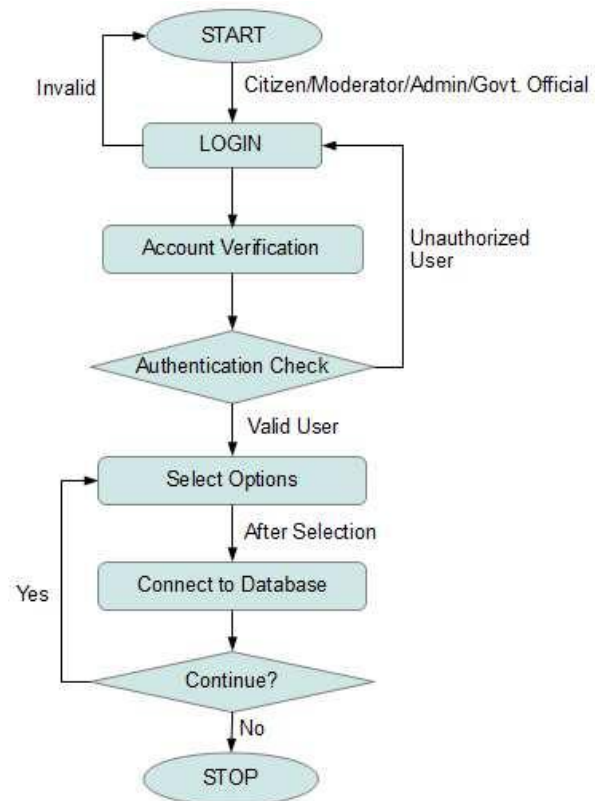 START
Invalid
Citizen/Moderator/Admin/Govt. Official
LOGIN
Account Verification
Unauthorized
User
Authentication Check
Valid User
Select Options
After Selection
Connect to Database
Yes
Continue?
No
STOP